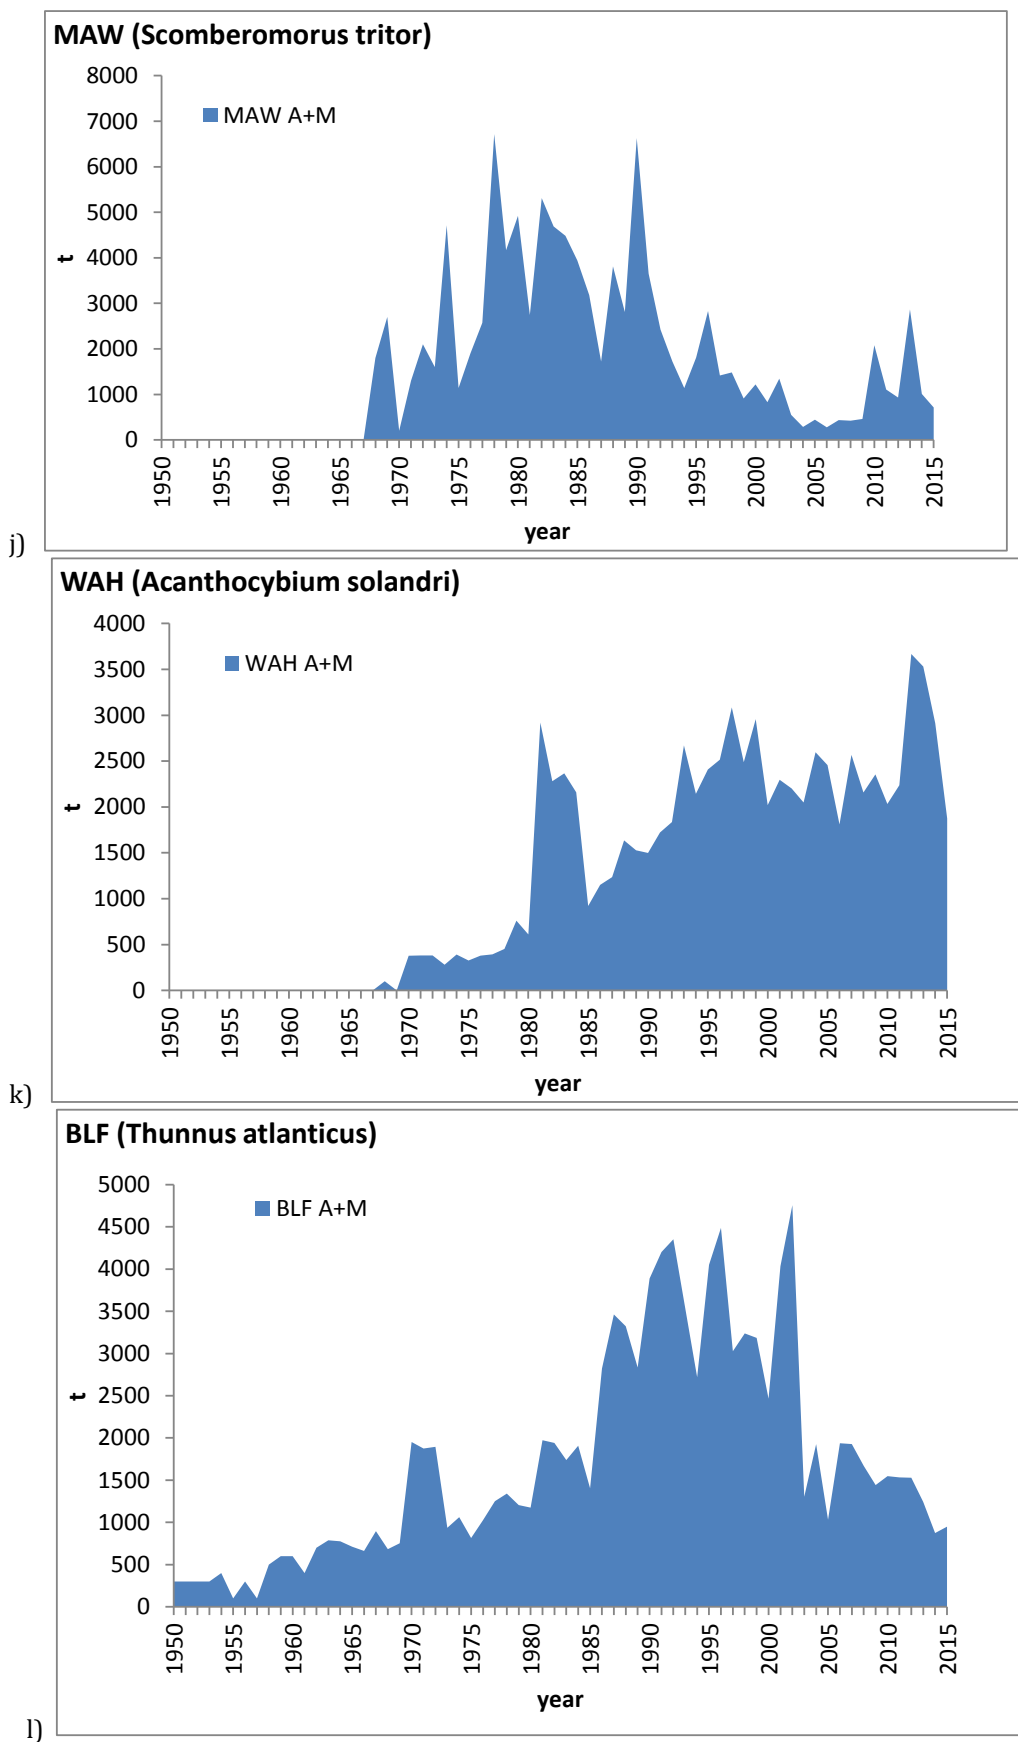 MAW (Scomberomorus tritor)
8000
7000
6000
5000
4000
3000
2000
1000
0
t
MAW A+M
1950 1955 1960 1965 1970 1975 1980 1985 1990 1995 2000 2005 2010 2015
year
j)
WAH (Acanthocybium solandri)
4000
3500
3000
2500
2000
1500
1000
500
0
t
WAH A+M
1950 1955 1960 1965 1970 1975 1980 1985 1990 1995 2000 2005 2010 2015
year
k)
BLF (Thunnus atlanticus)
5000
4500
4000
3500
3000
2500
2000
1500
1000
500
0
t
BLF A+M
1950 1955 1960 1965 1970 1975 1980 1985 1990 1995 2000 2005 2010 2015
year
l)